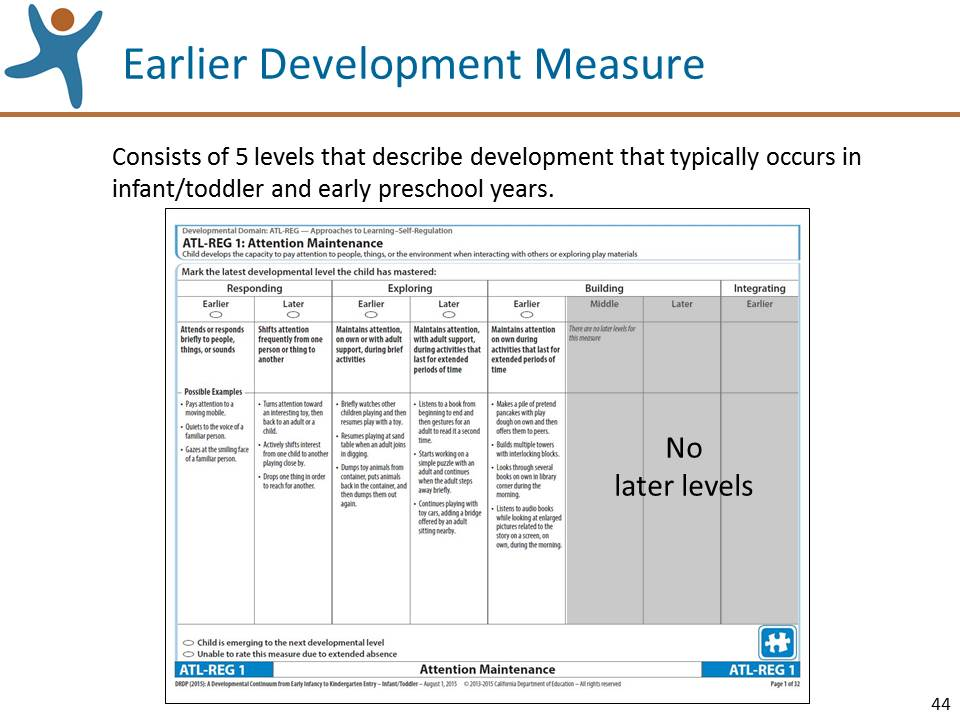 Earlier Development Measure
Consists of 5 levels that describe development that typically occurs in
infant/toddler and early preschool years.
Developmental Domain: ATL-REG — Approaches to Learning–Self-Regulation
ATL-REG 1: Attention Maintenance
Child develops the capacity to pay attention to people, things, or the environment when interacting with others or exploring play materials
Mark the latest developmental level the child has mastered:
Responding Exploring Building Integrating
Earlier Later Earlier Later Earlier Middle Later Earlier
Attends or responds
briefly to people,
things, or sounds
Shifts attention
frequently from one
person or thing to
another
Maintains attention,
on own or with adult
support, during brief
activities
Maintains attention,
with adult support,
during activities that
last for extended
periods of time
Maintains attention
on own during
activities that last for
extended periods of
time
There are no later levels for
this measure
Possible Examples
• Pays attention to a
moving mobile.
• Quiets to the voice of a
familiar person.
• Gazes at the smiling face
of a familiar person.
• Turns attention toward
an interesting toy, then
back to an adult or a
child.
• Actively shifts interest
from one child to another
playing close by.
• Drops one thing in order
to reach for another.
• Briefly watches other
children playing and then
resumes play with a toy.
• Resumes playing at sand
table when an adult joins
in digging.
• Dumps toy animals from
container, puts animals
back in the container, and
then dumps them out
again.
• Listens to a book from
beginning to end and
then gestures for an
adult to read it a second
time.
• Starts working on a
simple puzzle with an
adult and continues
when the adult steps
away briefly.
• Continues playing with
toy cars, adding a bridge
offered by an adult
sitting nearby.
• Makes a pile of pretend
pancakes with play
dough on own and then
offers them to peers.
• Builds multiple towers
with interlocking blocks.
• Looks through several
books on own in library
corner during the
morning.
• Listens to audio books
while looking at enlarged
pictures related to the
story on a screen, on
own, during the morning.
No
later levels
Child is emerging to the next developmental level
Unable to rate this measure due to extended absence
ATL-REG 1 Attention Maintenance ATL-REG 1
DRDP (2015): A Developmental Continuum from Early Infancy to Kindergarten Entry – Infant/Toddler – August 1, 2015 © 2013-2015 California Department of Education – All rights reserved Page 1 of 32
44